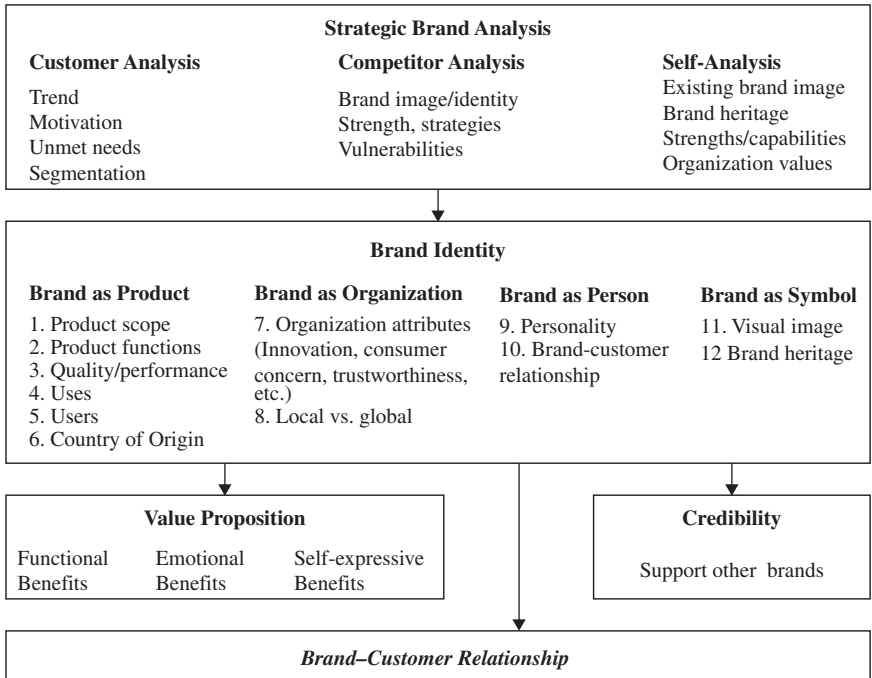 Strategic Brand Analysis
Customer Analysis
Trend
Motivation
Unmet needs
Segmentation
Competitor Analysis
Brand image/identity
Strength, strategies
Vulnerabilities
Self-Analysis
Existing brand image
Brand heritage
Strengths/capabilities
Organization values
Brand Identity
Brand as Product
1. Product scope
2. Product functions
3. Quality/performance
4. Uses
5. Users
6. Country of Origin
Brand as Organization
7. Organization attributes
(Innovation, consumer
concern, trustworthiness,
etc.)
8. Local vs. global
Brand as Person
9. Personality
10. Brand-customer
relationship
Brand as Symbol
11. Visual image
12 Brand heritage
Value Proposition
Functional
Benefits
Emotional
Benefits
Self-expressive
Benefits
Credibility
Support other brands
Brand–Customer Relationship